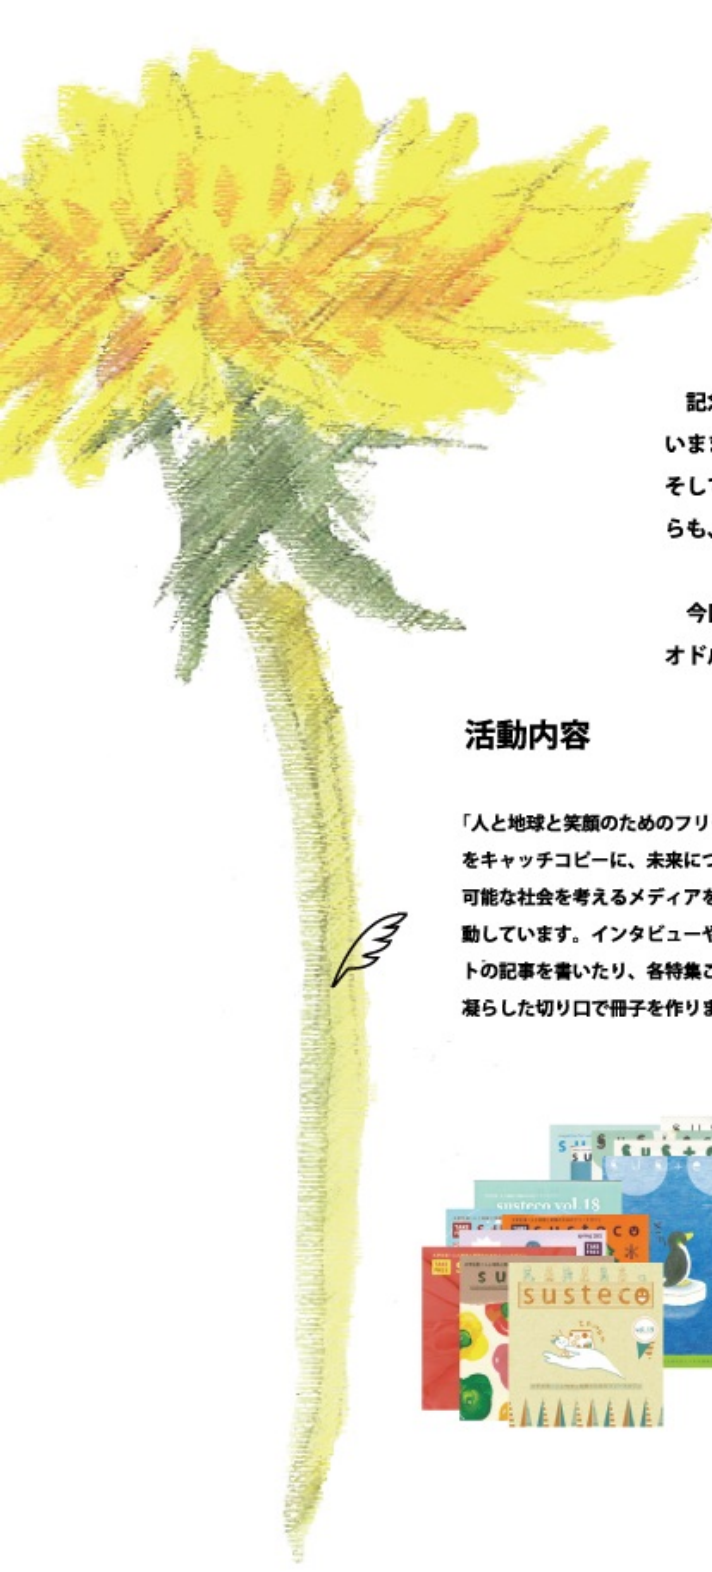 記
いま
そして
らも、
今
オド
活動内容
「人と地球と笑顔のためのフリ
をキャッチコピーに、未来に
可能な社会を考えるメディアを
動しています。インタビューや
トの記事を書いたり、各特集ご
凝らした切り口で冊子を作りま
susteco vol.18
susteco
su
susteco
vol.19